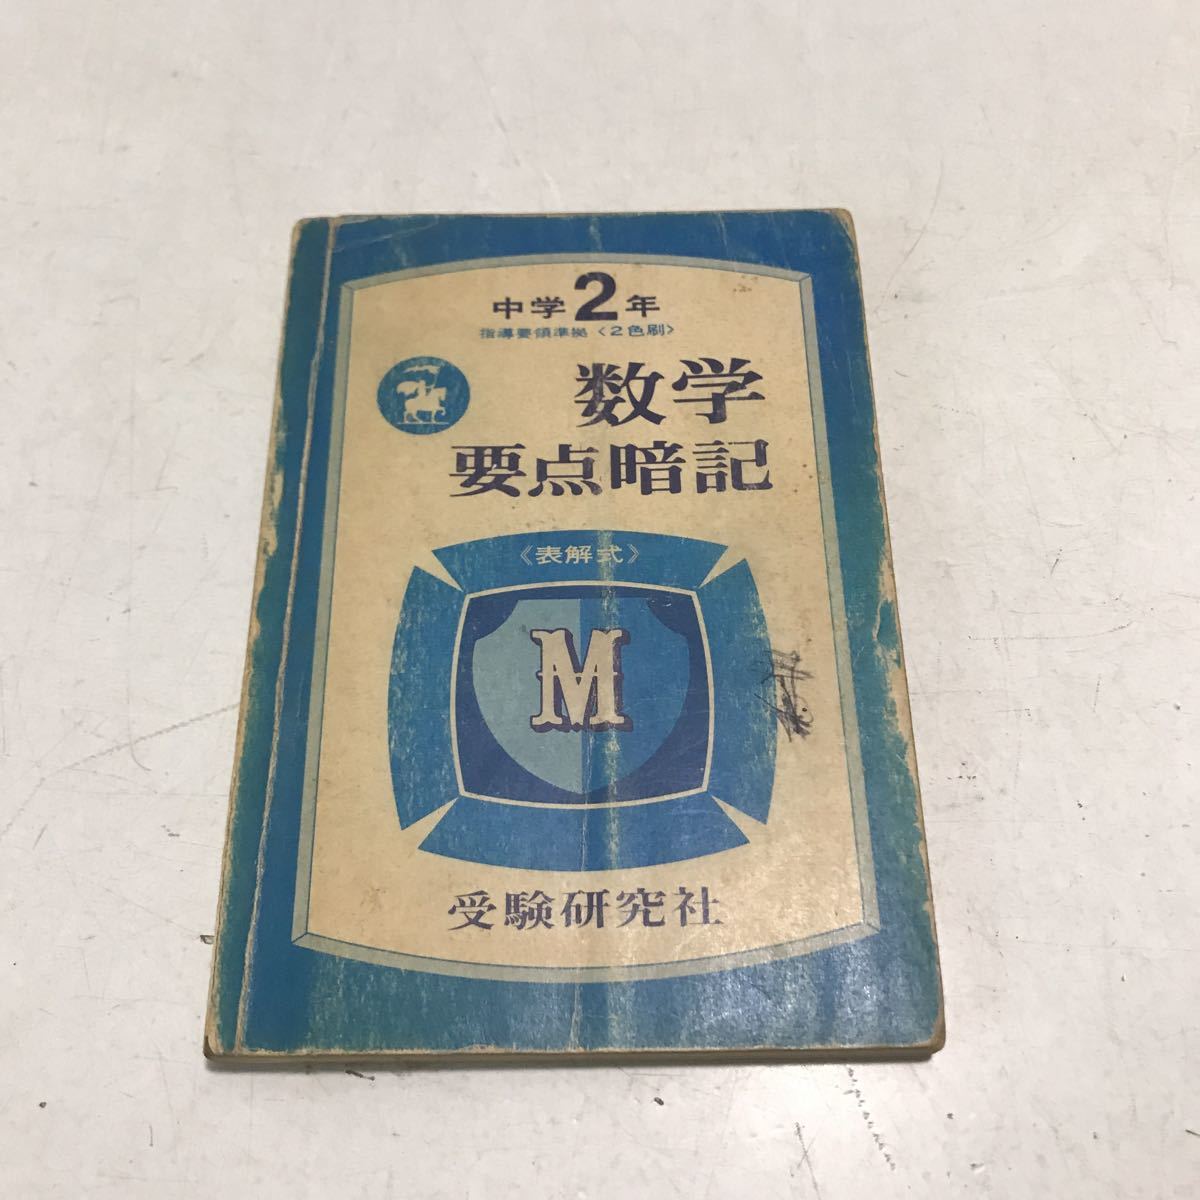 中学2年
指導要領準拠〈2色刷〉
数学
要点暗記
《表解式》
M
受験研究社